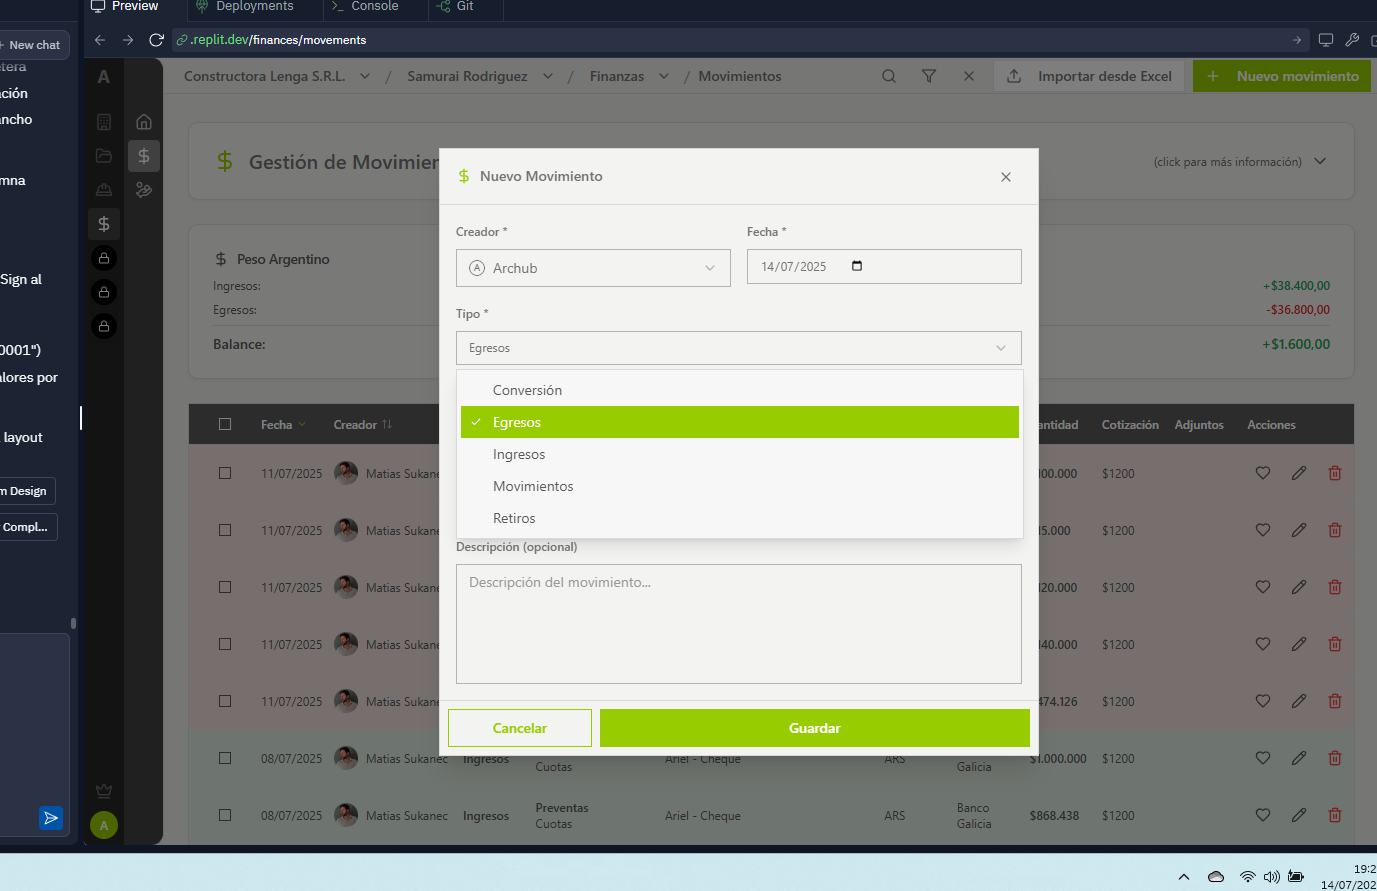 Preview
Deployments
Console
Git
New chat
.replit.dev/finances/movements
A
Constructora Lenga S.R.L. / Samurai Rodriguez / Finanzas / Movimientos
Importar desde Excel
+ Nuevo movimiento
ación
ancho
mna
Sign al
0001")
alores por
layout
m Design
Compl...
$ Gestión de Movimien
(click para más información)
$ Peso Argentino
Ingresos:
+$38.400,00
Egresos:
-$36.800,00
Balance:
+$1.600,00
$ Nuevo Movimiento
Creador *
Fecha *
A Archub
14/07/2025
Tipo *
Egresos
Conversión
Egresos
Ingresos
Movimientos
Retiros
Descripción (opcional)
Descripción del movimiento...
Cancelar
Guardar
Fecha Creador antidad Cotización Adjuntos Acciones
11/07/2025 Matias Sukane 00.000 $1200
11/07/2025 Matias Sukane 5.000 $1200
11/07/2025 Matias Sukane 20.000 $1200
11/07/2025 Matias Sukane 40.000 $1200
11/07/2025 Matias Sukane 474.126 $1200
08/07/2025 Matias Sukanec Ingresos Cuotas Ariel - Cheque ARS Galicia $1.000.000 $1200
08/07/2025 Matias Sukanec Ingresos Preventas Cuotas Ariel - Cheque ARS Banco Galicia $868.438 $1200
A
19:2
14/07/202